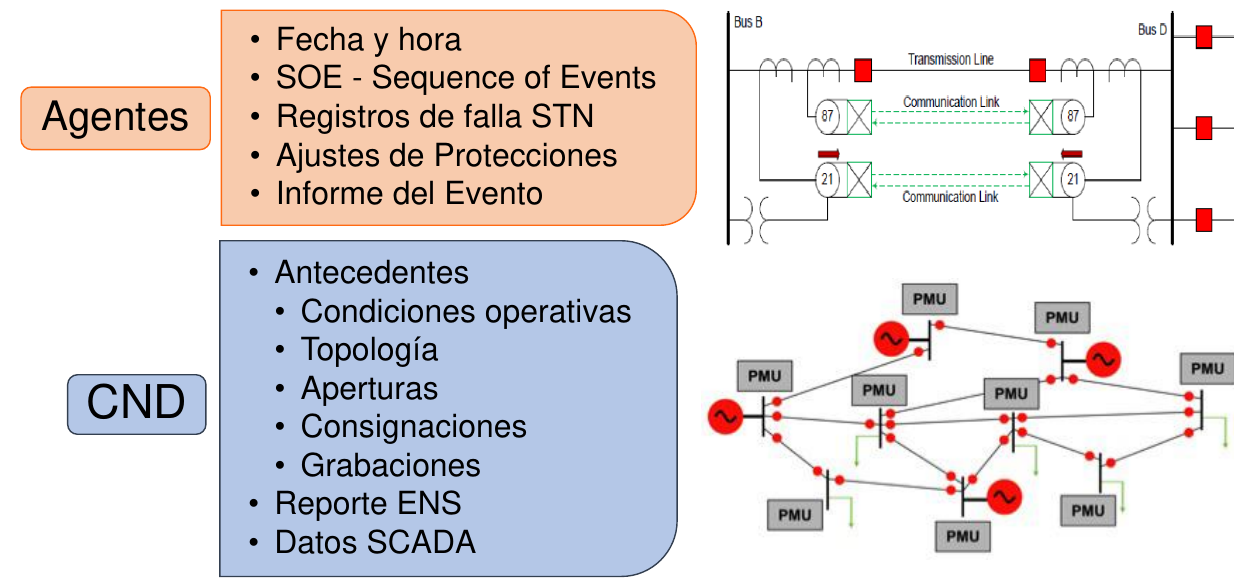 Agentes
• Fecha y hora
• SOE - Sequence of Events
• Registros de falla STN
• Ajustes de Protecciones
• Informe del Evento
CND
• Antecedentes
• Condiciones operativas
• Topología
• Aperturas
• Consignaciones
• Grabaciones
• Reporte ENS
• Datos SCADA
Bus B
Bus D
Transmission Line
Communication Link
87
87
21
21
Communication Link
PMU
PMU
PMU
PMU
PMU
PMU
PMU
PMU
PMU